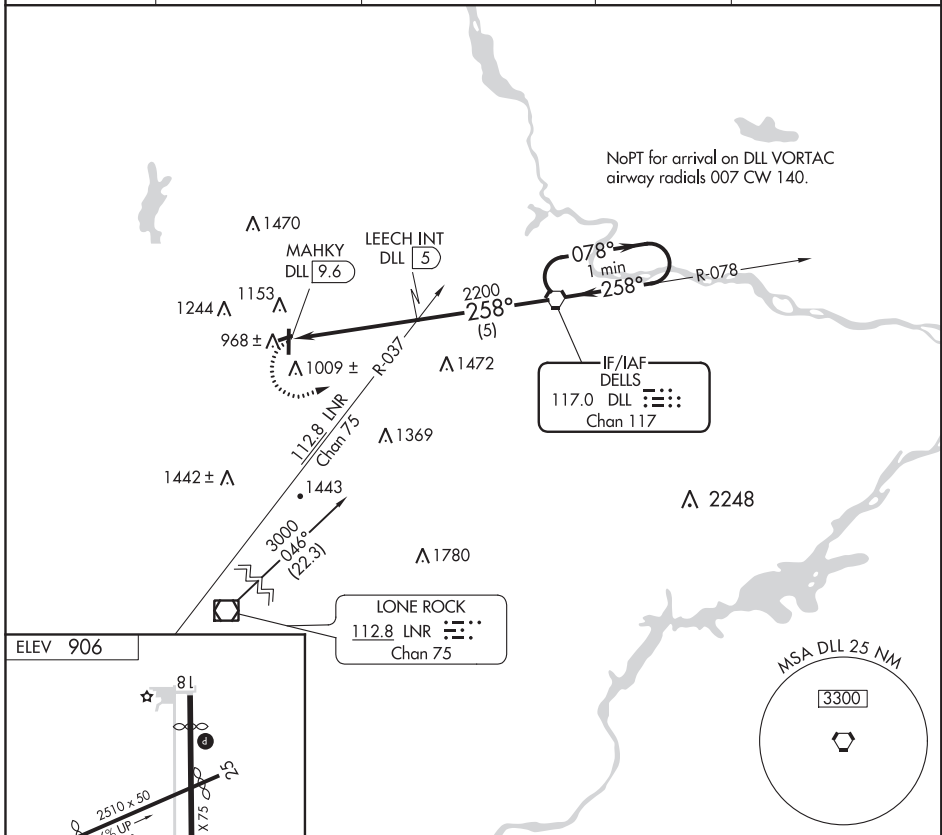 NoPT for arrival on DLL VORTAC
airway radials 007 CW 140.
1470
MAHKY
DLL 9.6
LEECH INT
DLL 5
078°
1 min
258°
R-078
2200
258°
(5)
1244
1153
968 ±
1009 ±
R-037
1472
IF/IAF
DELLS
117.0 DLL
Chan 117
112.8 LNR
Chan 75
1369
1442 ±
1443
2248
3000
046°
(22.3)
1780
LONE ROCK
112.8 LNR
Chan 75
ELEV 906
MSA DLL 25 NM
3300
18
P
25
2510 x 50
% UP
X 75